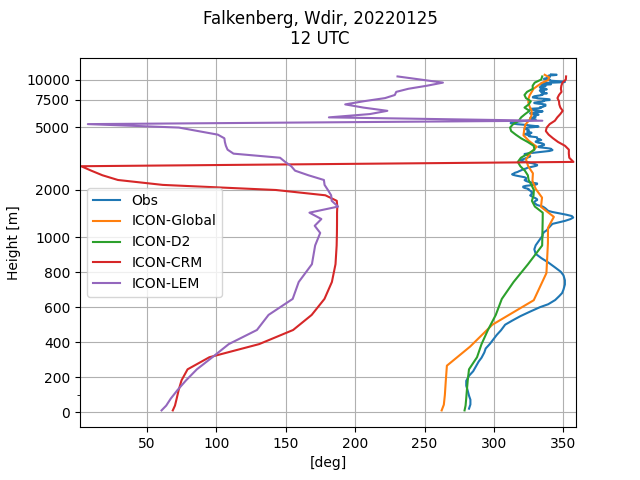 Falkenberg, Wdir, 20220125
12 UTC
Height [m]
10000
7500
5000
2000
1000
800
600
400
200
0
Obs
ICON-Global
ICON-D2
ICON-CRM
ICON-LEM
50
100
150
200
250
300
350
[deg]